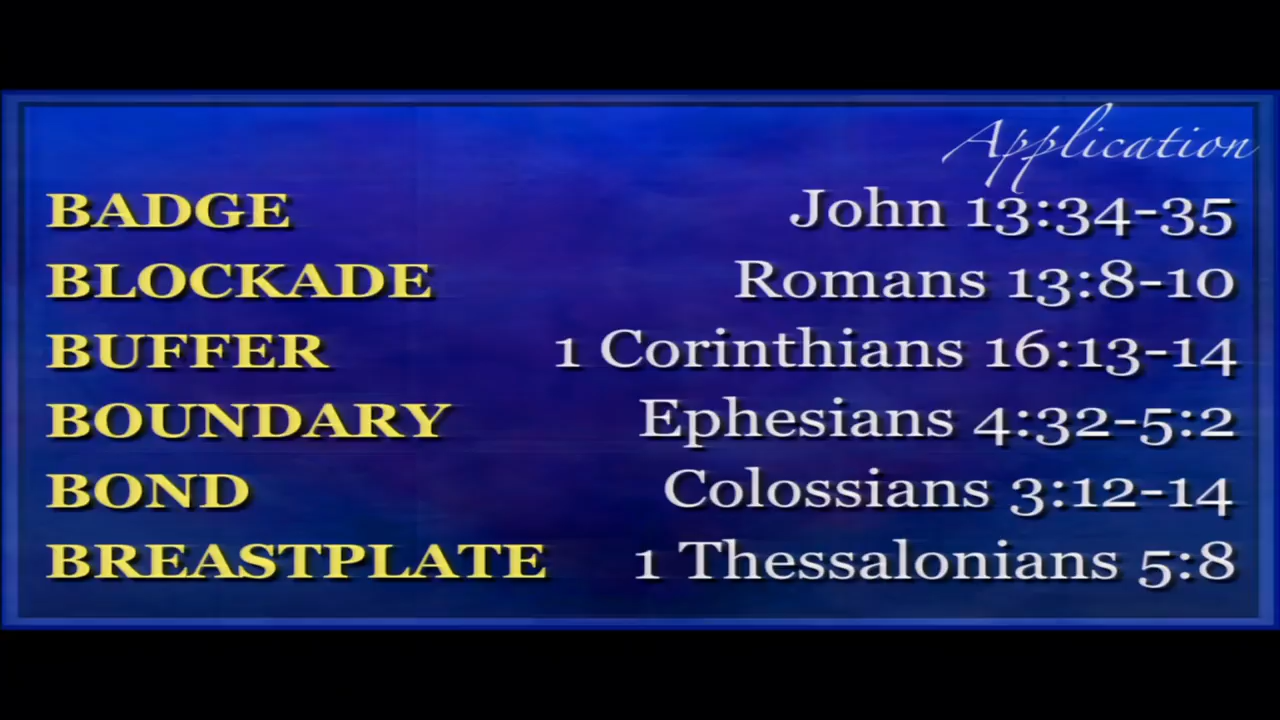 Application
BADGE John 13:34-35
BLOCKADE Romans 13:8-10
BUFFER 1 Corinthians 16:13-14
BOUNDARY Ephesians 4:32-5:2
BOND Colossians 3:12-14
BREASTPLATE 1 Thessalonians 5:8